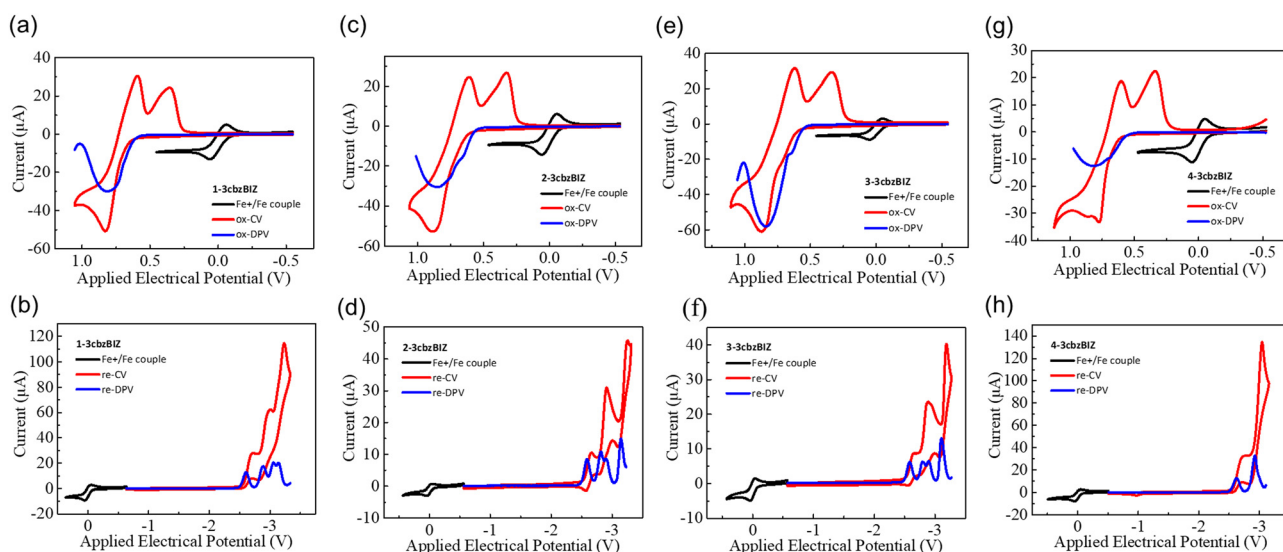 (a)
40
20
0
-20
-40
-60
Current (µA)
1-3cbzBIZ
Fe+/Fe couple
ox-CV
ox-DPV
1.0 0.5 0.0 -0.5
Applied Electrical Potential (V)
(c)
40
20
0
-20
-40
-60
Current (µA)
2-3cbzBIZ
Fe+/Fe couple
ox-CV
ox-DPV
1.0 0.5 0.0 -0.5
Applied Electrical Potential (V)
(e)
40
20
0
-20
-40
-60
Current (µA)
3-3cbzBIZ
Fe+/Fe couple
ox-CV
ox-DPV
1.0 0.5 0.0 -0.5
Applied Electrical Potential (V)
(g)
30
20
10
0
-10
-20
-30
-40
Current (µA)
4-3cbzBIZ
Fe+/Fe couple
ox-CV
ox-DPV
1.0 0.5 0.0 -0.5
Applied Electrical Potential (V)
(b)
120
100
80
60
40
20
0
-20
Current (µA)
1-3cbzBIZ
Fe+/Fe couple
re-CV
re-DPV
0 -1 -2 -3
Applied Electrical Potential (V)
(d)
50
40
30
20
10
0
-10
Current (µA)
2-3cbzBIZ
Fe+/Fe couple
re-CV
re-DPV
0 -1 -2 -3
Applied Electrical Potential (V)
(f)
40
30
20
10
0
-10
Current (µA)
3-3cbzBIZ
Fe+/Fe couple
re-CV
re-DPV
0 -1 -2 -3
Applied Electrical Potential (V)
(h)
140
120
100
80
60
40
20
0
-20
Current (µA)
4-3cbzBIZ
Fe+/Fe couple
re-CV
re-DPV
1 0 -1 -2 -3
Applied Electrical Potential (V)